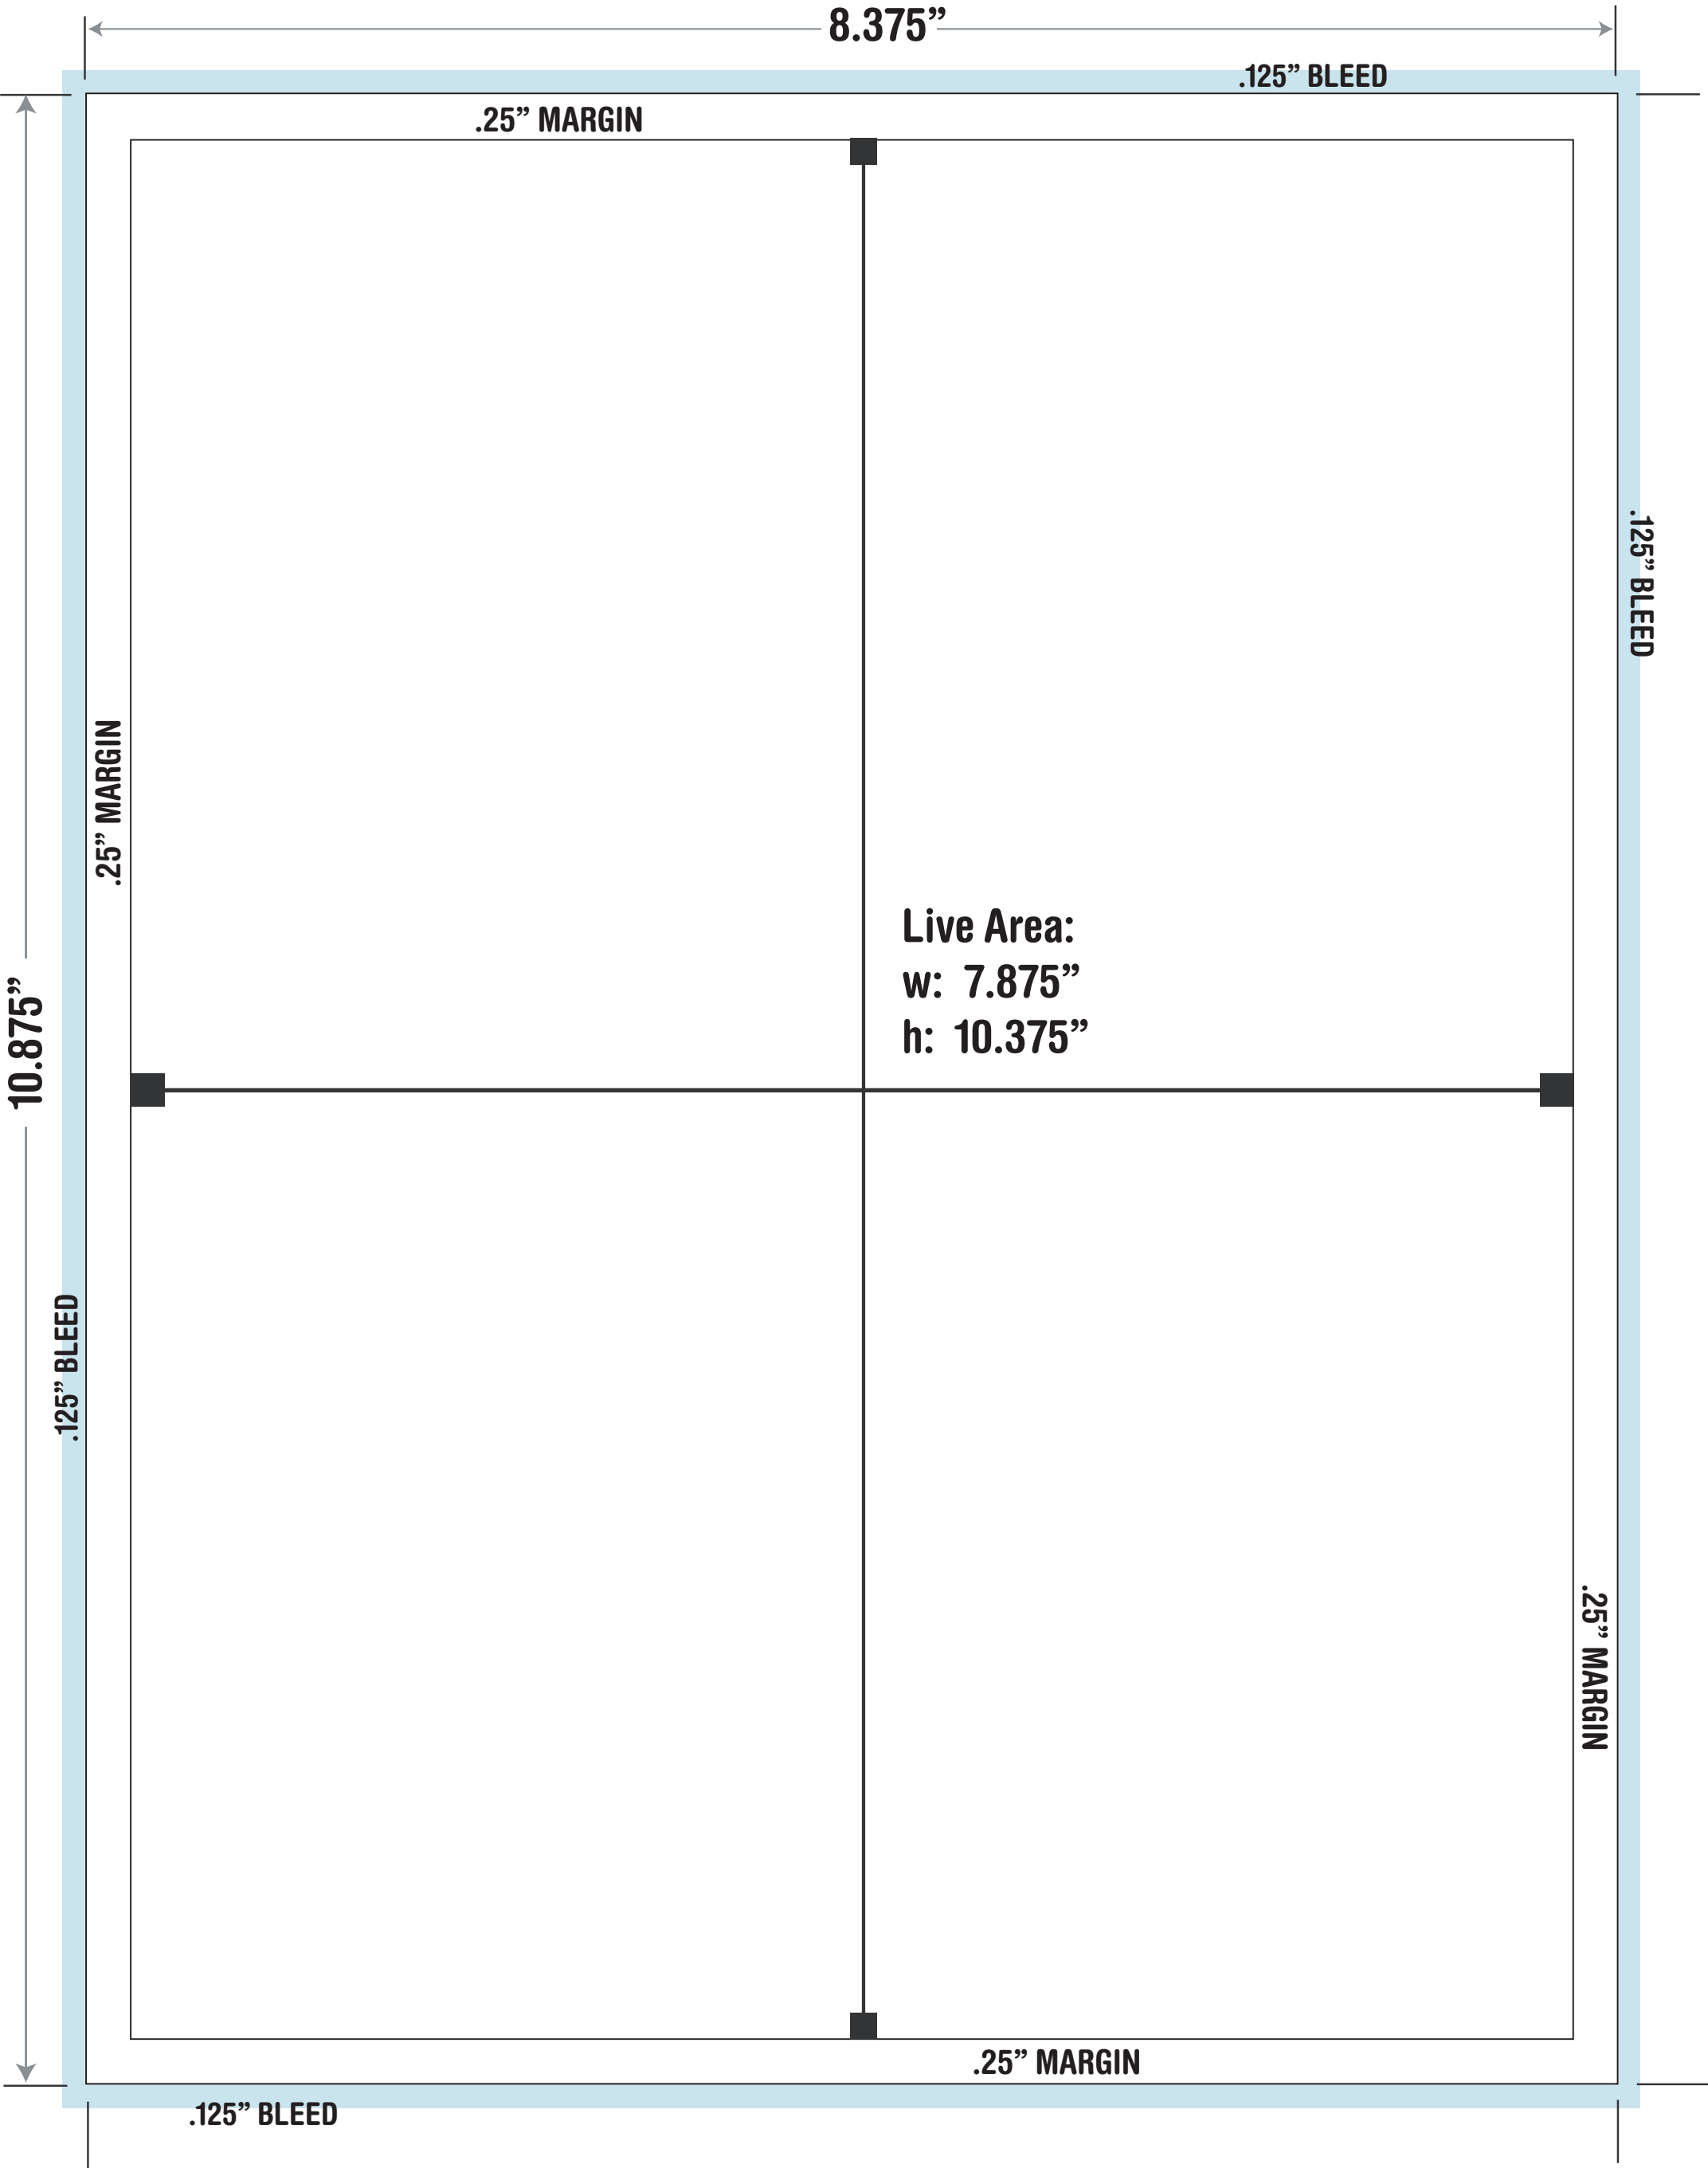 8.375”
.125” BLEED
.25” MARGIN
.125” BLEED
.25” MARGIN
Live Area:
w: 7.875”
h: 10.375”
10.875”
.125” BLEED
.25” MARGIN
.25” MARGIN
.125” BLEED